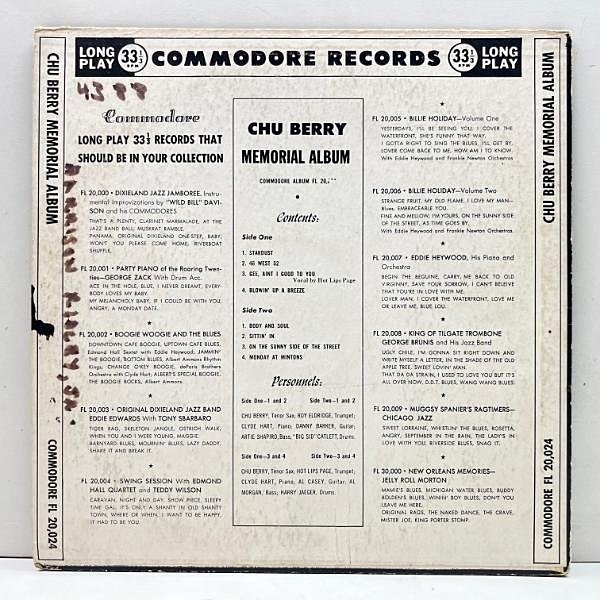 LONG PLAY 33⅓ RPM COMMODORE RECORDS 33⅓ RPM LONG PLAY
CHU BERRY MEMORIAL ALBUM
COMMODORE FL 20,024
4399
Commodore
LONG PLAY 33⅓ RECORDS THAT
SHOULD BE IN YOUR COLLECTION
FL 20,000 • DIXIELAND JAZZ JAMBOREE. Instru-
mental Improvizations by "WILD BILL" DAVI-
SON and his COMMODORES
THAT'S A PLENTY, CLARINET MARMALADE, AT THE
JAZZ BAND BALL, MUSKRAT RAMBLE.
PANAMA, ORIGINAL DIXIELAND ONE-STEP, BABY,
WON'T YOU PLEASE COME HOME, RIVERBOAT
SHUFFLE.
FL 20,001 • PARTY PIANO of the Roaring Twen-
ties—GEORGE ZACK With Drum Acc.
ACE IN THE HOLE, BLUE, I NEVER DREAMT, EVERY-
BODY LOVES MY BABY.
MY MELANCHOLY BABY, IF I COULD BE WITH YOU,
ANGRY, A MONDAY DATE.
FL 20,002 • BOOGIE WOOGIE AND THE BLUES
DOWNTOWN CAFE BOOGIE, UPTOWN CAFE BLUES,
Edmond Hall Sextet with Eddie Heywood; JAMMIN'
THE BOOGIE, BOTTOM BLUES, Albert Ammons Rhythm
Kings; CHANGE O'KEY BOOGIE, deParis Brothers
Orchestra with Clyde Hart; ALBERT'S SPECIAL BOOGIE,
THE BOOGIE ROCKS, Albert Ammons
FL 20,003 • ORIGINAL DIXIELAND JAZZ BAND
EDDIE EDWARDS WITH TONY SBARBARO
TIGER RAG, SKELETON JANGLE, OSTRICH WALK,
WHEN YOU AND I WERE YOUNG, MAGGIE.
BARNYARD BLUES, MOURNIN' BLUES, LAZY DADDY,
SHAKE IT AND BREAK IT.
FL 20,004 • SWING SESSION With EDMOND
HALL QUARTET and TEDDY WILSON
CARAVAN, NIGHT AND DAY, SHOW PIECE, SLEEPY
TIME GAL, IT'S ONLY A SHANTY IN OLD SHANTY
TOWN, WHERE OR WHEN, I WANT TO BE HAPPY,
IT HAD TO BE YOU.
CHU BERRY
MEMORIAL ALBUM
COMMODORE ALBUM FL 20,
Contents:
Side One
1. STARDUST
2. 46 WEST 52
3. GEE, AIN'T I GOOD TO YOU
Vocal by Hot Lips Page
4. BLOWIN' UP A BREEZE
Side Two
1. BODY AND SOUL
2. SITTIN' IN
3. ON THE SUNNY SIDE OF THE STREET
4. MONDAY AT MINTONS
Personnels:
Side One—1 and 2 Side Two—1 and 2
CHU BERRY, Tenor Sax, ROY ELDRIDGE, Trumpet;
CLYDE HART, Piano; DANNY BARKER, Guitar;
ARTIE SHAPIRO, Bass, "BIG SID" CATLETT, Drums.
Side One—3 and 4 Side Two—3 and 4
CHU BERRY, Tenor Sax; HOT LIPS PAGE, Trumpet;
CLYDE HART, Piano; AL CASEY, Guitar; AL
MORGAN, Bass; HARRY JAEGER, Drums.
FL 20,005 • BILLIE HOLIDAY—Volume One
YESTERDAYS, I'LL BE SEEING YOU, I COVER THE
WATERFRONT, SHE'S FUNNY THAT WAY.
I GOTTA RIGHT TO SING THE BLUES, I'LL GET BY,
LOVER COME BACK TO ME, HOW AM I TO KNOW.
With Eddie Heywood and Frankie Newton Orchestras
FL 20,006 • BILLIE HOLIDAY—Volume Two
STRANGE FRUIT, MY OLD FLAME, I LOVE MY MAN—
Blues, EMBRACEABLE YOU.
FINE AND MELLOW, I'M YOURS, ON THE SUNNY SIDE
OF THE STREET, AS TIME GOES BY.
With Eddie Heywood and Frankie Newton Orchestras.
FL 20,007 • EDDIE HEYWOOD, His Piano and
Orchestra
BEGIN THE BEGUINE, CARRY ME BACK TO OLD
VIRGINNY, SAVE YOUR SORROW, I CAN'T BELIEVE
THAT YOU'RE IN LOVE WITH ME.
LOVER MAN, I COVER THE WATERFRONT, LOVE ME
OR LEAVE ME, BLUE LOU.
FL 20,008 • KING OF TILGATE TROMBONE
GEORGE BRUNIS and His Jazz Band
UGLY CHILE, I'M GONNA SIT RIGHT DOWN AND
WRITE MYSELF A LETTER, IN THE SHADE OF THE OLD
APPLE TREE, SWEET LOVIN' MAN.
THAT DA DA STRAIN, I USED TO LOVE YOU BUT IT'S
ALL OVER NOW, D.D.T. BLUES, WANG WANG BLUES.
FL 20,009 • MUGGSY SPANIER'S RAGTIMERS—
CHICAGO JAZZ
SWEET LORRAINE, WHISTLIN' THE BLUES, ROSETTA,
ANGRY, SEPTEMBER IN THE RAIN, THE LADY'S IN
LOVE WITH YOU, RIVERSIDE BLUES, SNAG IT.
FL 30,000 • NEW ORLEANS MEMORIES—
JELLY ROLL MORTON
MAMIE'S BLUES, MICHIGAN WATER BLUES, BUDDY
BOLDEN'S BLUES, WININ' BOY BLUES, DON'T YOU
LEAVE ME HERE.
ORIGINAL RAGS, THE NAKED DANCE, THE CRAVE,
MISTER JOE, KING PORTER STOMP.
CHU BERRY MEMORIAL ALBUM
COMMODORE FL 20,024